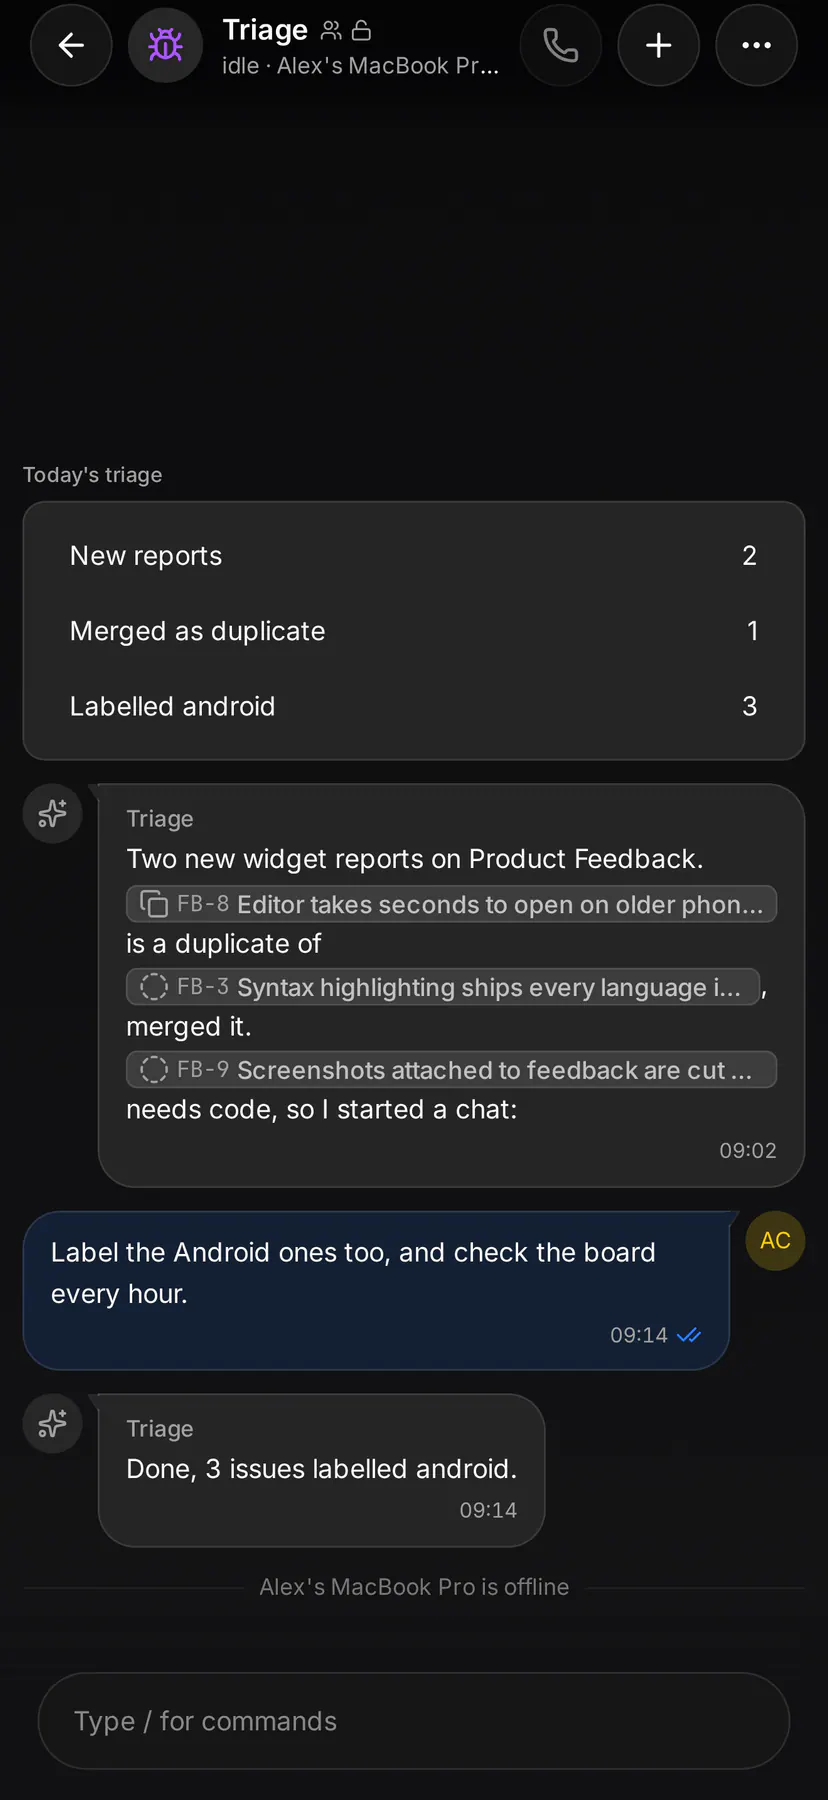 Triage
idle · Alex's MacBook Pr...
Today's triage
New reports 2
Merged as duplicate 1
Labelled android 3
Triage
Two new widget reports on Product Feedback.
FB-8 Editor takes seconds to open on older phon...
is a duplicate of
FB-3 Syntax highlighting ships every language i... ,
merged it.
FB-9 Screenshots attached to feedback are cut ...
needs code, so I started a chat:
09:02
Label the Android ones too, and check the board
every hour.
09:14
AC
Triage
Done, 3 issues labelled android.
09:14
Alex's MacBook Pro is offline
Type / for commands